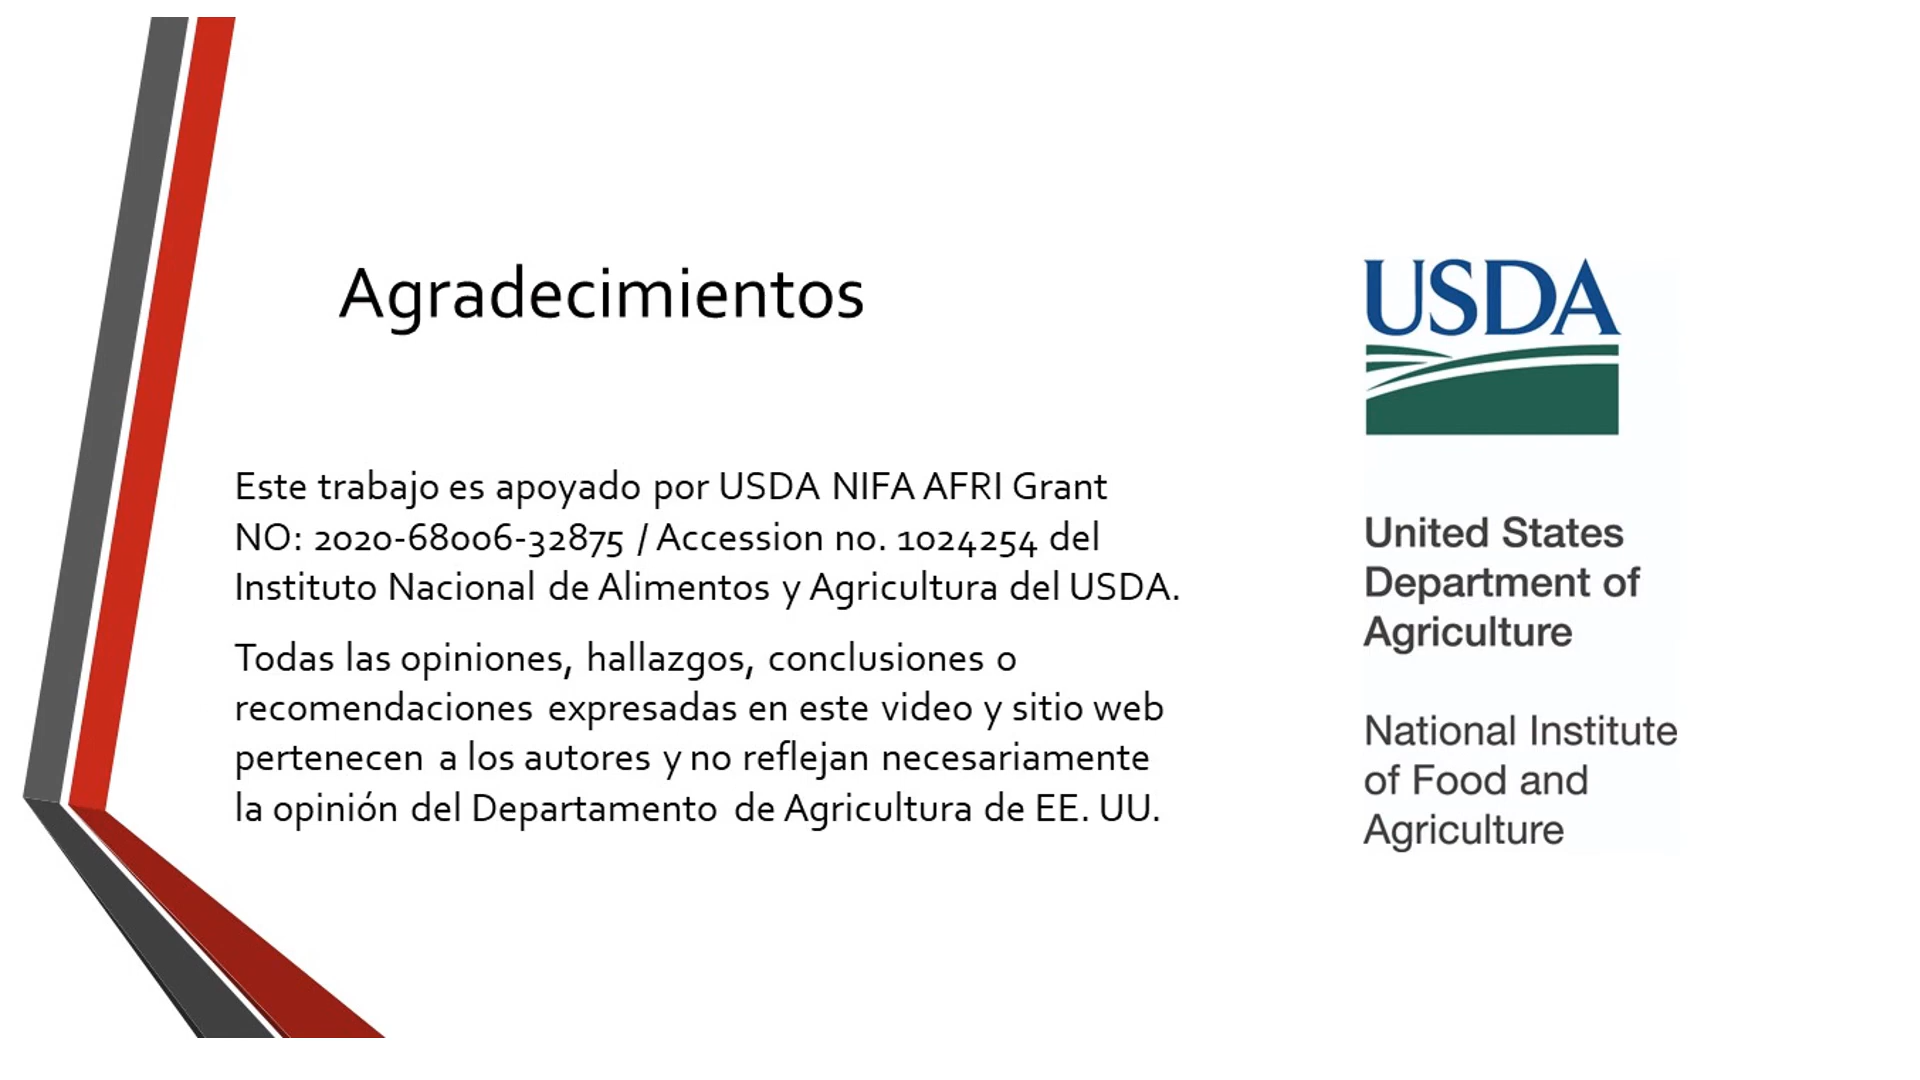 Agradecimientos
Este trabajo es apoyado por USDA NIFA AFRI Grant
NO: 2020-68006-32875 / Accession no. 1024254 del
Instituto Nacional de Alimentos y Agricultura del USDA.
Todas las opiniones, hallazgos, conclusiones o
recomendaciones expresadas en este video y sitio web
pertenecen a los autores y no reflejan necesariamente
la opinión del Departamento de Agricultura de EE. UU.
USDA
United States
Department of
Agriculture
National Institute
of Food and
Agriculture